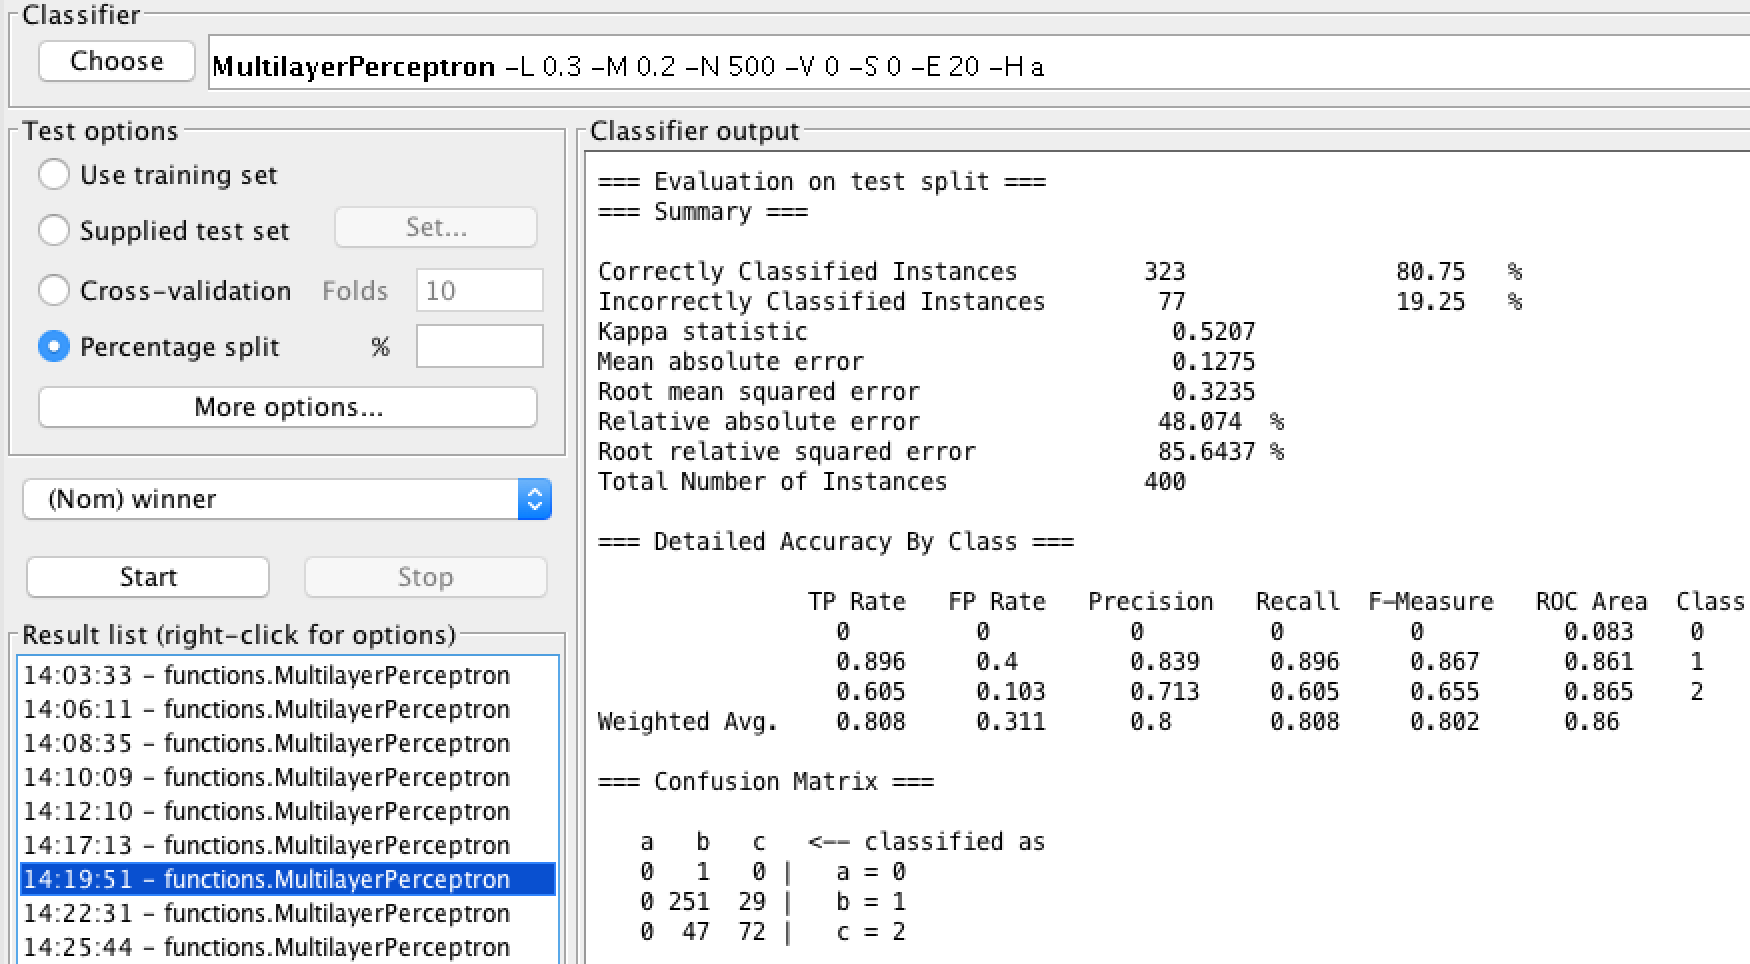 Classifier
Choose
MultilayerPerceptron -L 0.3 -M 0.2 -N 500 -V 0 -S 0 -E 20 -H a
Test options
Use training set
Supplied test set Set...
Cross-validation Folds 10
Percentage split %
More options...
(Nom) winner
Start Stop
Result list (right-click for options)
14:03:33 - functions.MultilayerPerceptron
14:06:11 - functions.MultilayerPerceptron
14:08:35 - functions.MultilayerPerceptron
14:10:09 - functions.MultilayerPerceptron
14:12:10 - functions.MultilayerPerceptron
14:17:13 - functions.MultilayerPerceptron
14:19:51 - functions.MultilayerPerceptron
14:22:31 - functions.MultilayerPerceptron
14:25:44 - functions.MultilayerPerceptron
Classifier output
=== Evaluation on test split ===
=== Summary ===
Correctly Classified Instances 323 80.75 %
Incorrectly Classified Instances 77 19.25 %
Kappa statistic 0.5207
Mean absolute error 0.1275
Root mean squared error 0.3235
Relative absolute error 48.074 %
Root relative squared error 85.6437 %
Total Number of Instances 400
=== Detailed Accuracy By Class ===
TP Rate FP Rate Precision Recall F-Measure ROC Area Class
0 0 0 0 0 0.083 0
0.896 0.4 0.839 0.896 0.867 0.861 1
0.605 0.103 0.713 0.605 0.655 0.865 2
Weighted Avg. 0.808 0.311 0.8 0.808 0.802 0.86
=== Confusion Matrix ===
a b c <-- classified as
0 1 0 | a = 0
0 251 29 | b = 1
0 47 72 | c = 2